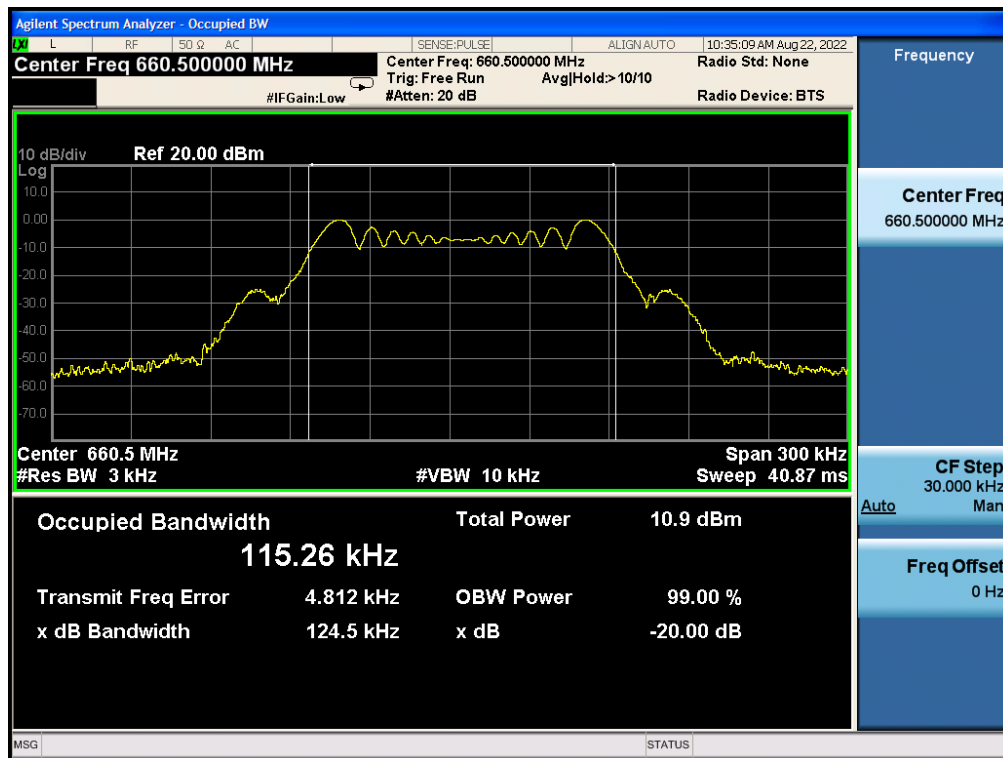 Agilent Spectrum Analyzer - Occupied BW
LXI L RF 50 Ω AC SENSE:PULSE ALIGN AUTO 10:35:09 AM Aug 22, 2022
Center Freq 660.500000 MHz
Center Freq: 660.500000 MHz Radio Std: None
Trig: Free Run Avg|Hold:>10/10
#IFGain:Low #Atten: 20 dB Radio Device: BTS
10 dB/div Ref 20.00 dBm
Log
10.0
0.00
-10.0
-20.0
-30.0
-40.0
-50.0
-60.0
-70.0
Center 660.5 MHz Span 300 kHz
#Res BW 3 kHz #VBW 10 kHz Sweep 40.87 ms
Occupied Bandwidth Total Power 10.9 dBm
115.26 kHz
Transmit Freq Error 4.812 kHz OBW Power 99.00 %
x dB Bandwidth 124.5 kHz x dB -20.00 dB
MSG STATUS
Frequency
Center Freq
660.500000 MHz
CF Step
30.000 kHz
Auto Man
Freq Offset
0 Hz